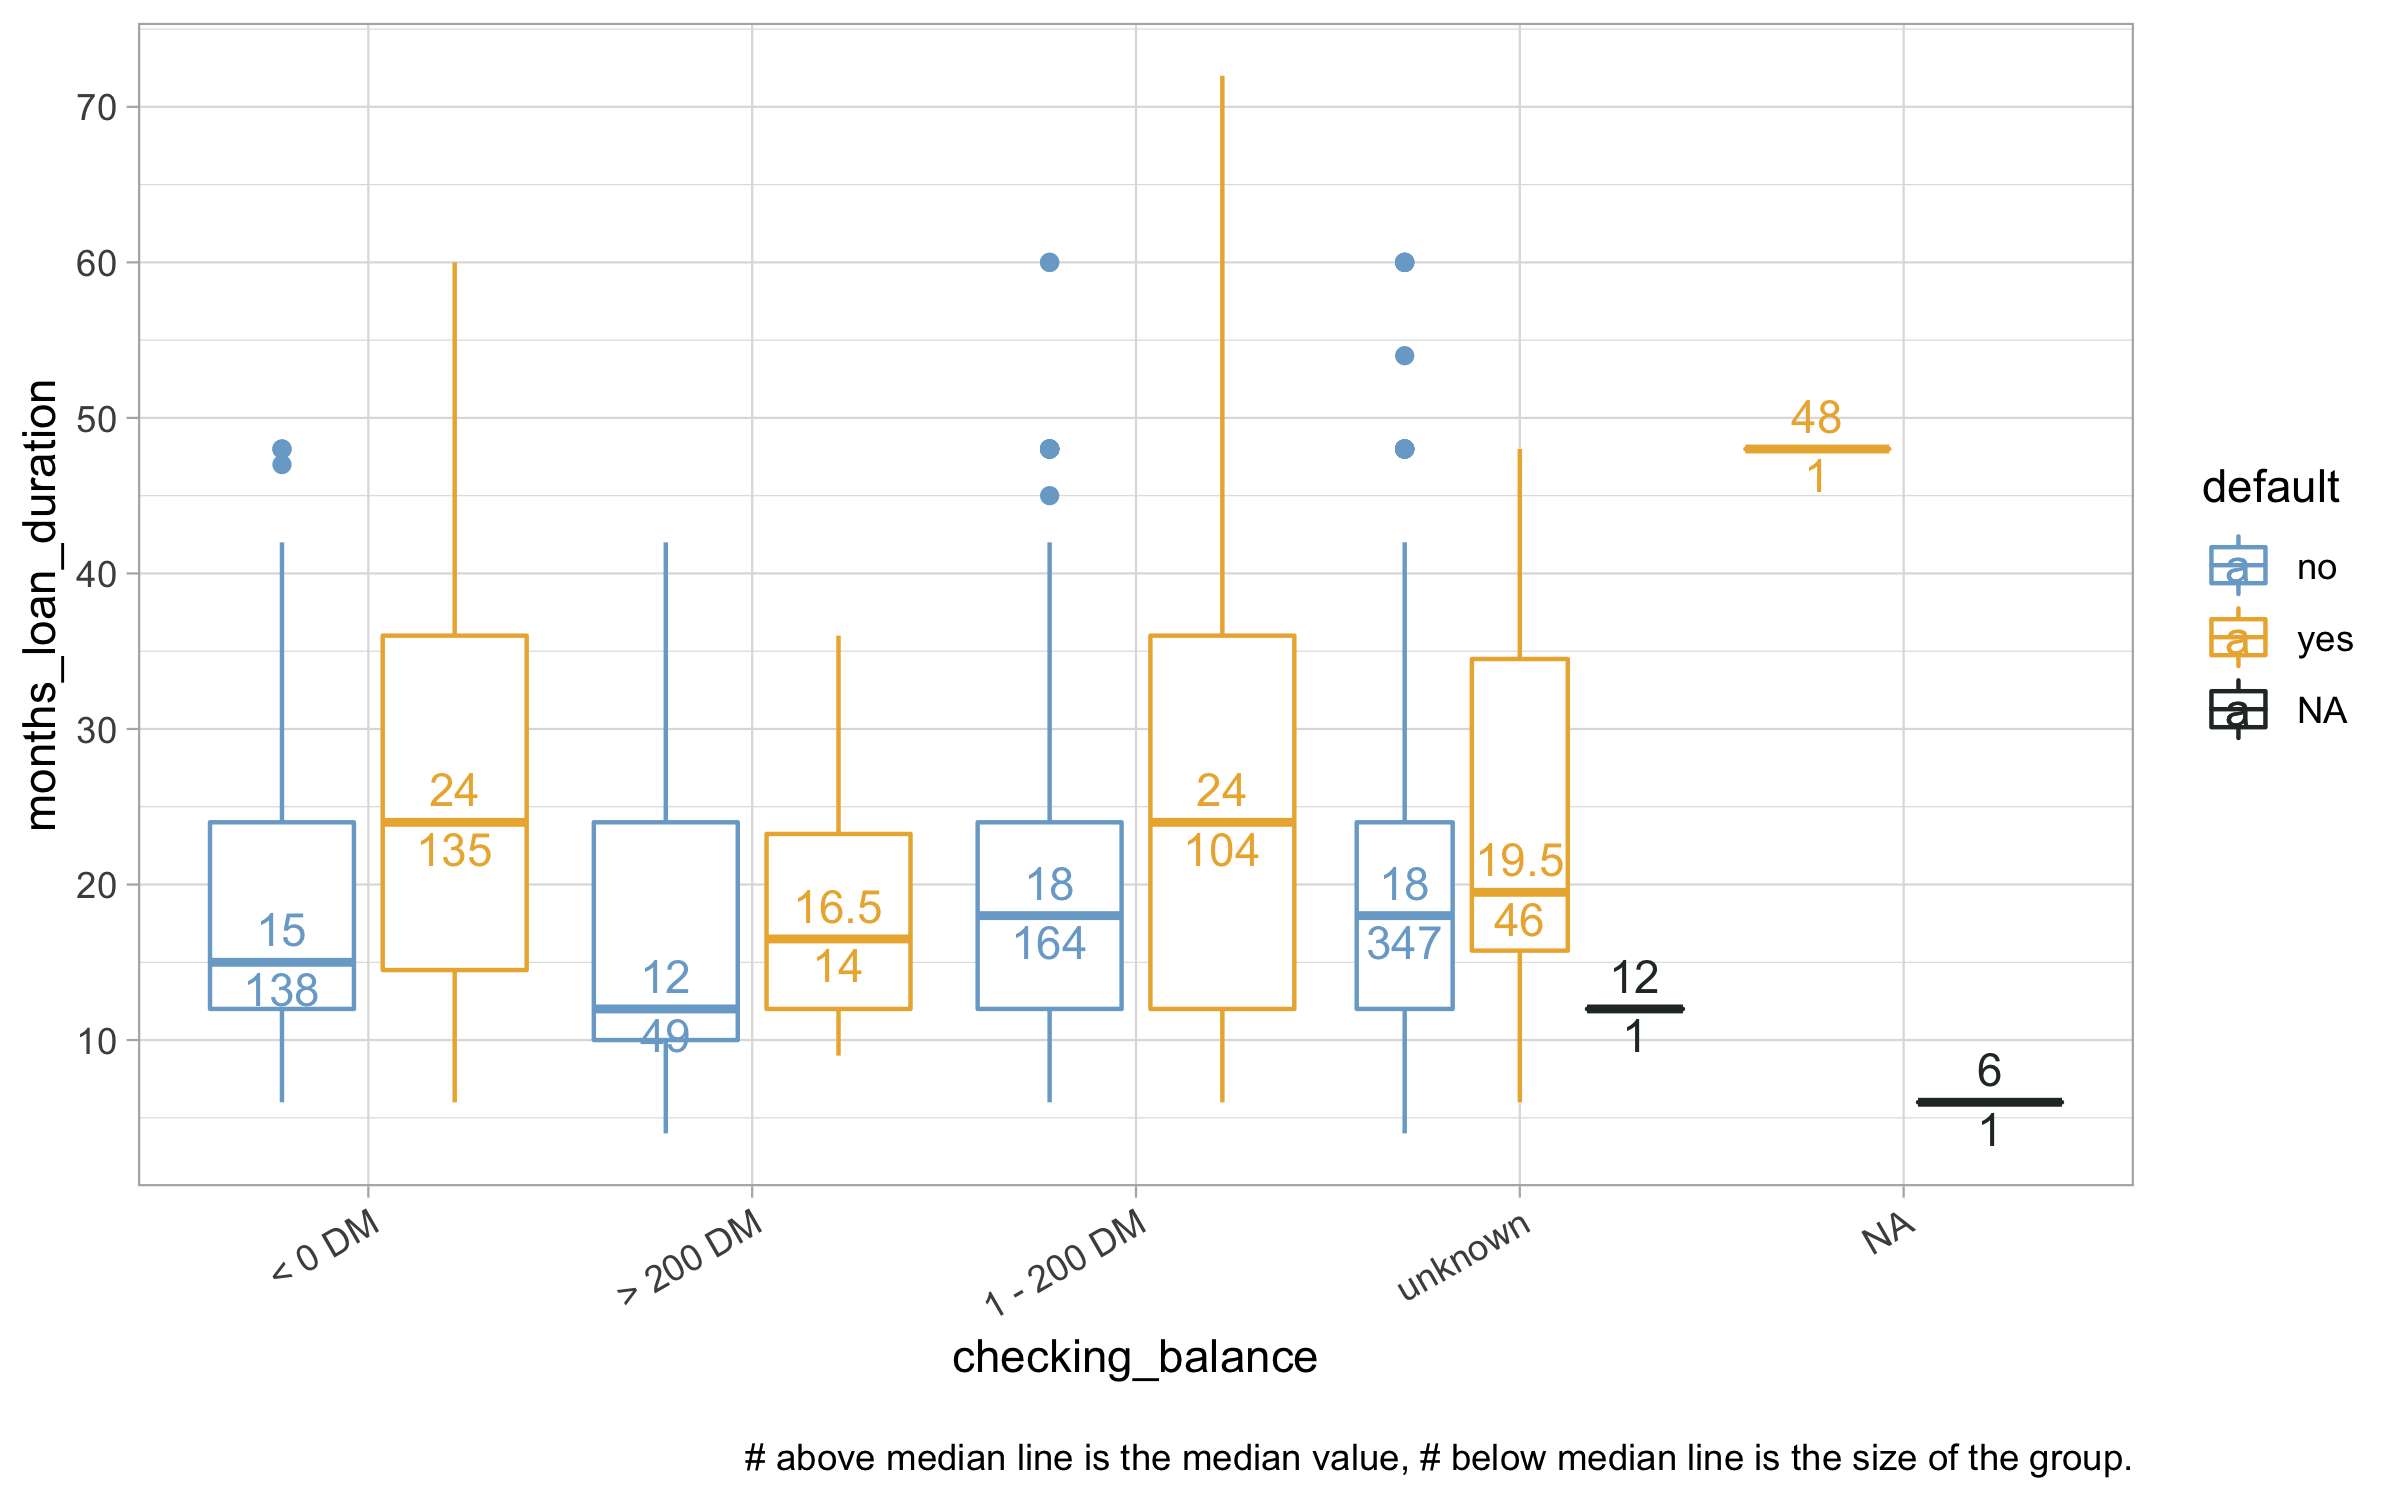 months_loan_duration
70
60
50
40
30
20
10
15
138
24
135
12
49
16.5
14
18
164
24
104
18
347
19.5
46
12
1
48
1
6
1
< 0 DM
> 200 DM
1 - 200 DM
unknown
NA
checking_balance
default
a no
a yes
a NA
# above median line is the median value, # below median line is the size of the group.